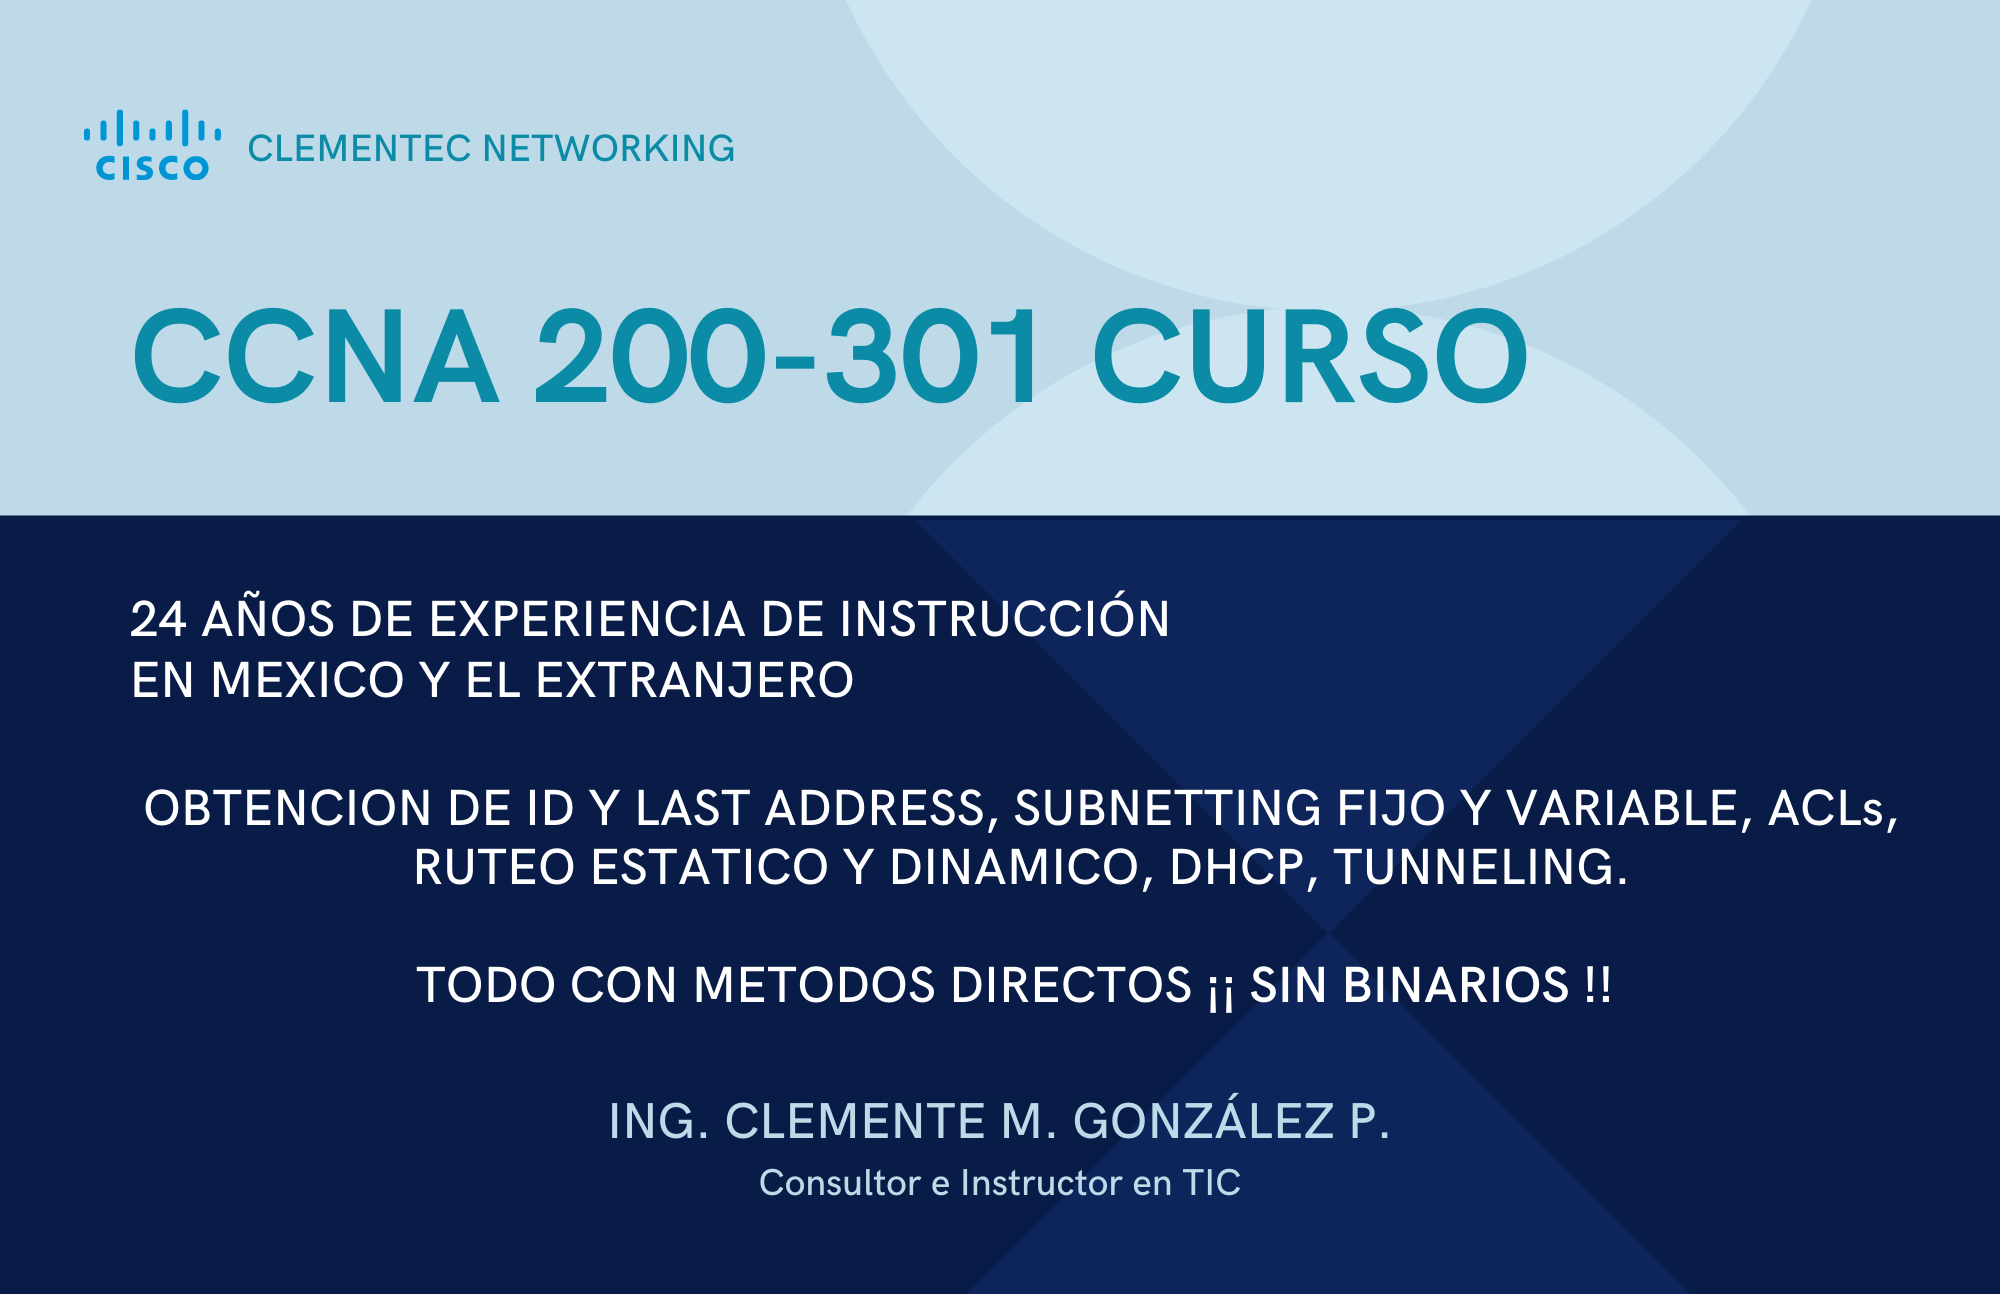 CISCO
CLEMENTEC NETWORKING
CCNA 200-301 CURSO
24 AÑOS DE EXPERIENCIA DE INSTRUCCIÓN
EN MEXICO Y EL EXTRANJERO
OBTENCION DE ID Y LAST ADDRESS, SUBNETTING FIJO Y VARIABLE, ACLs,
RUTEO ESTATICO Y DINAMICO, DHCP, TUNNELING.
TODO CON METODOS DIRECTOS ¡¡ SIN BINARIOS !!
ING. CLEMENTE M. GONZÁLEZ P.
Consultor e Instructor en TIC